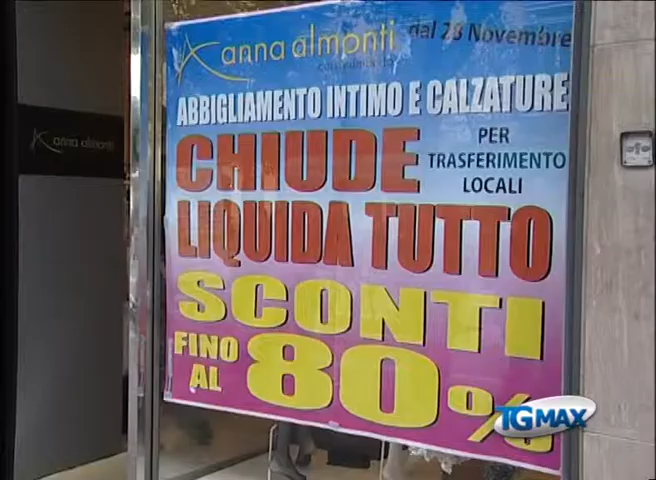 anna almonti
dal 28 Novembre
ABBIGLIAMENTO INTIMO E CALZATURE
CHIUDE
PER
TRASFERIMENTO
LOCALI
LIQUIDA TUTTO
SCONTI
FINO
AL
80%
anna almonti
TGMAX